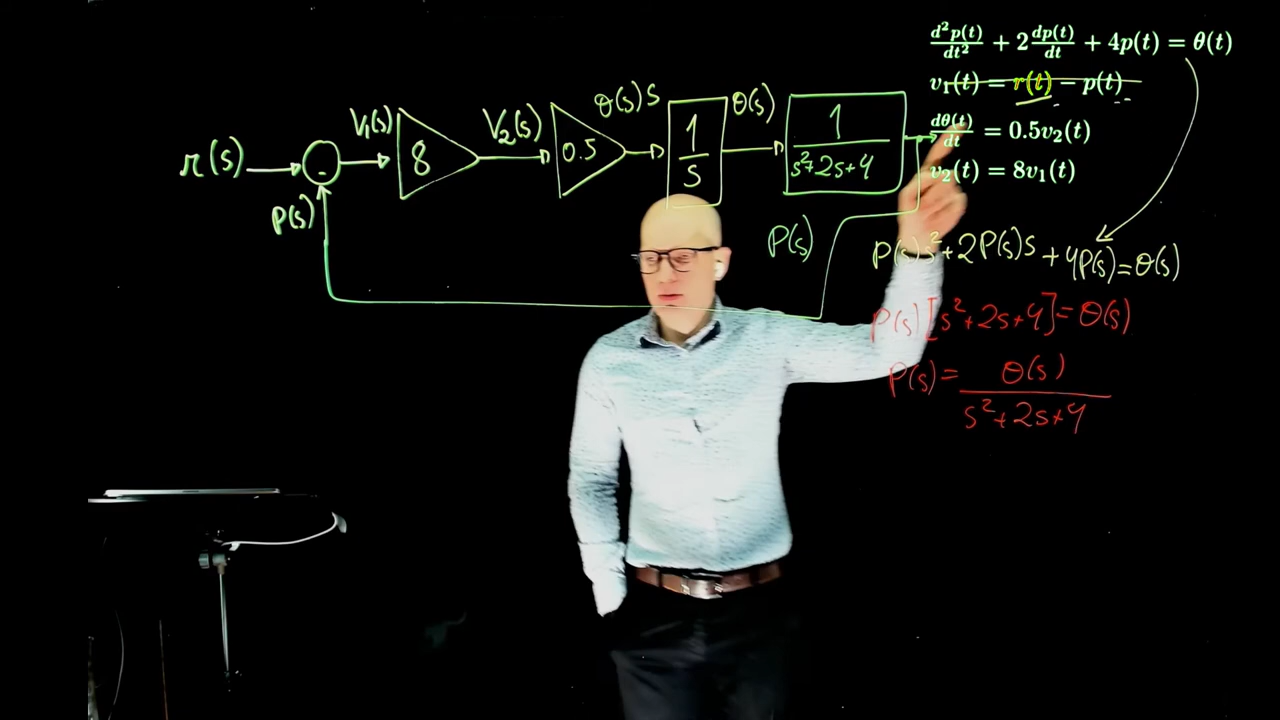 d²p(t)/dt² + 2 dp(t)/dt + 4p(t) = θ(t)
v₁(t) = r(t) − p(t)
dθ(t)/dt = 0.5v₂(t)
v₂(t) = 8v₁(t)
r(s)
-
V₁(s)
8
V₂(s)
0.5
θ(s)s
1/s
θ(s)
1/(s²+2s+4)
P(s)
P(s)
P(s)s²+2P(s)s+4P(s)=θ(s)
P(s)[s²+2s+4]=θ(s)
P(s)= θ(s)/(s²+2s+4)